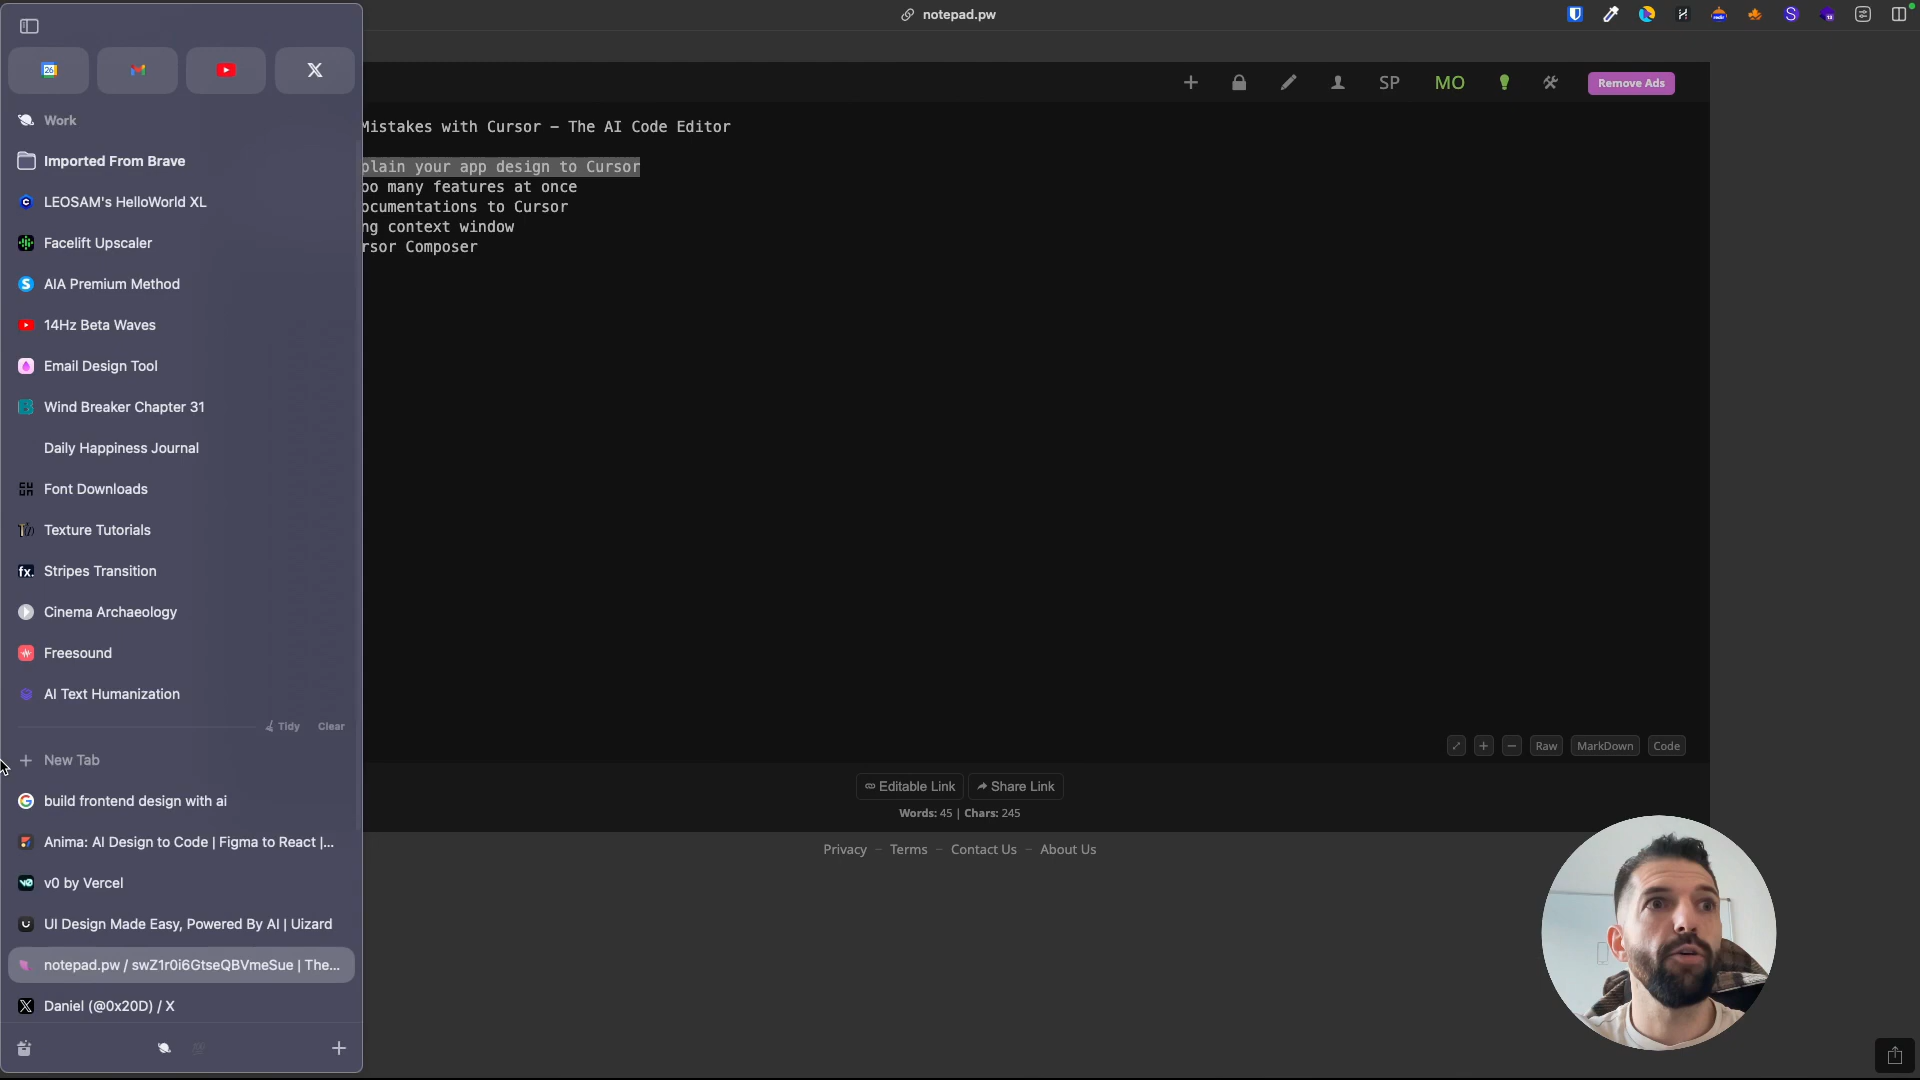 notepad.pw
26
Work
Imported From Brave
LEOSAM's HelloWorld XL
Facelift Upscaler
AIA Premium Method
14Hz Beta Waves
Email Design Tool
Wind Breaker Chapter 31
Daily Happiness Journal
Font Downloads
Texture Tutorials
fx. Stripes Transition
Cinema Archaeology
Freesound
AI Text Humanization
Tidy Clear
New Tab
build frontend design with ai
Anima: AI Design to Code | Figma to React |...
v0 by Vercel
UI Design Made Easy, Powered By AI | Uizard
notepad.pw / swZ1r0i6GtseQBVmeSue | The...
Daniel (@0x20D) / X
SP MO Remove Ads
Mistakes with Cursor – The AI Code Editor
plain your app design to Cursor
oo many features at once
ocumentations to Cursor
ng context window
rsor Composer
Raw MarkDown Code
Editable Link Share Link
Words: 45 | Chars: 245
Privacy – Terms – Contact Us – About Us